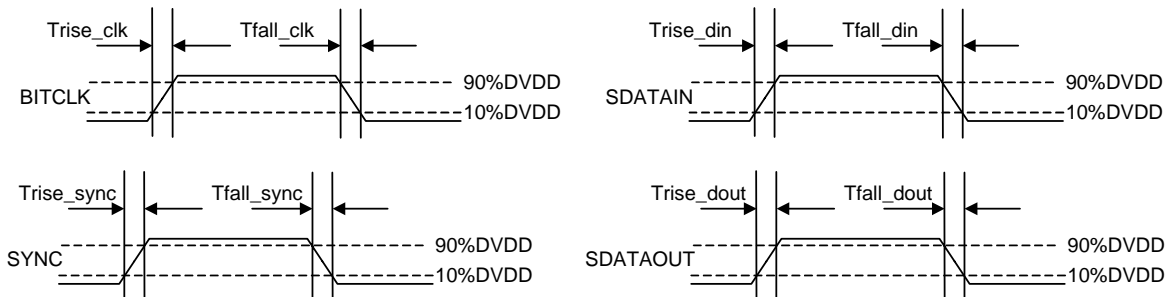 Trise_clk Tfall_clk
90%DVDD
BITCLK
10%DVDD
Trise_din Tfall_din
90%DVDD
SDATAIN
10%DVDD
Trise_sync Tfall_sync
90%DVDD
SYNC
10%DVDD
Trise_dout Tfall_dout
90%DVDD
SDATAOUT
10%DVDD